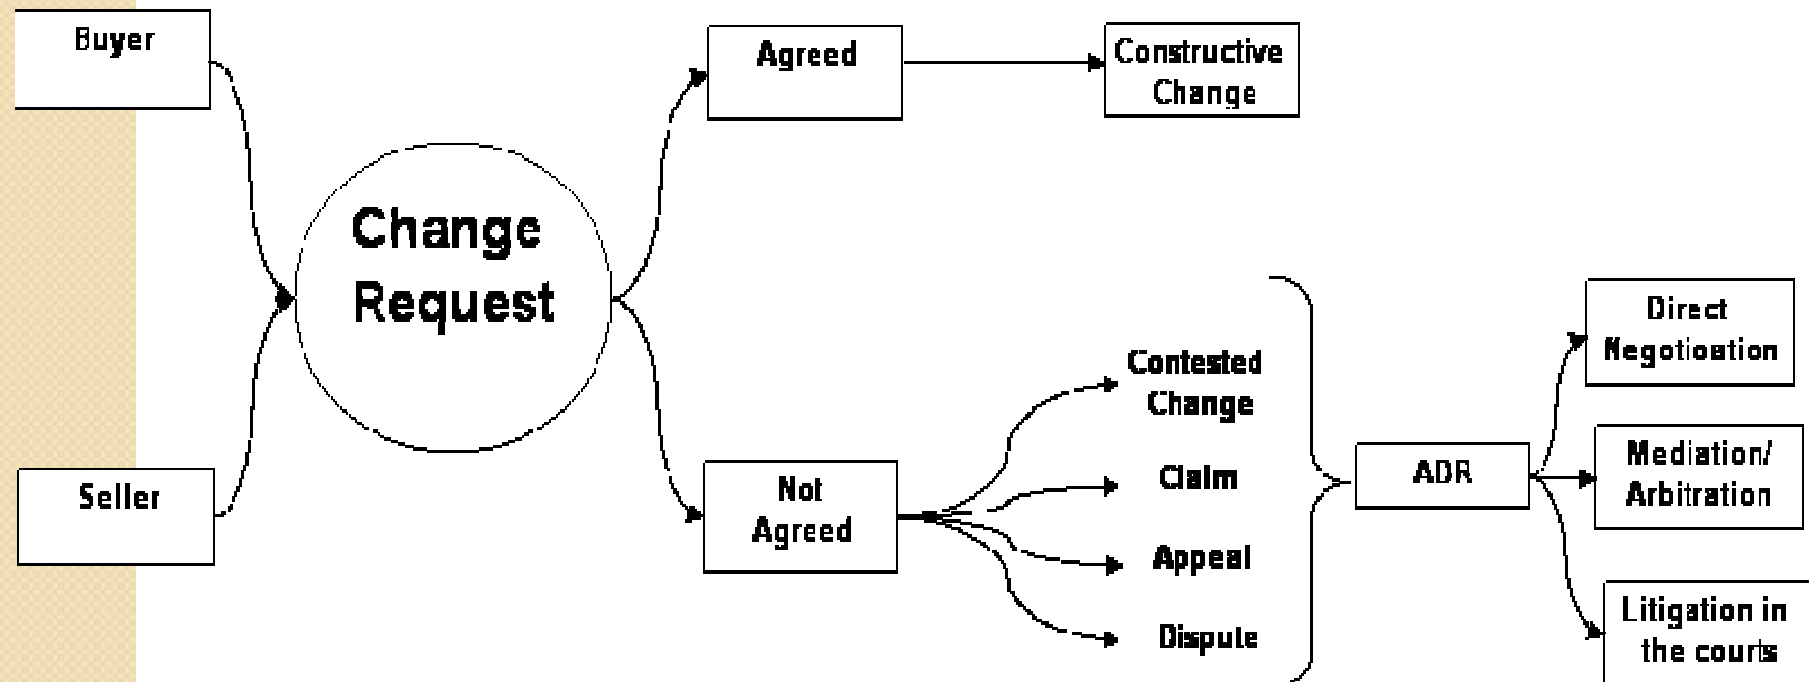 Buyer
Seller
Change
Request
Agreed
Constructive
Change
Not
Agreed
Contested
Change
Claim
Appeal
Dispute
ADR
Direct
Negotioation
Mediation/
Arbitration
Litigation in
the courts